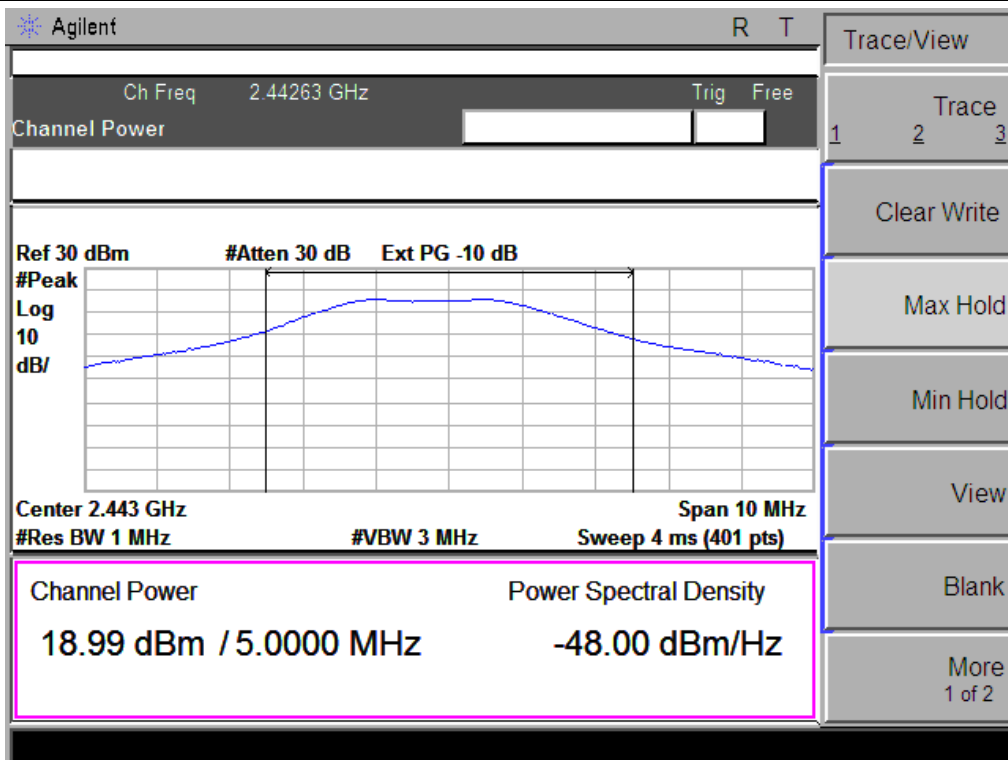 Agilent R T
Ch Freq 2.44263 GHz Trig Free
Channel Power
Ref 30 dBm #Atten 30 dB Ext PG -10 dB
#Peak
Log
10
dB/
Center 2.443 GHz Span 10 MHz
#Res BW 1 MHz #VBW 3 MHz Sweep 4 ms (401 pts)
Channel Power Power Spectral Density
18.99 dBm / 5.0000 MHz -48.00 dBm/Hz
Trace/View
Trace
1 2 3
Clear Write
Max Hold
Min Hold
View
Blank
More
1 of 2